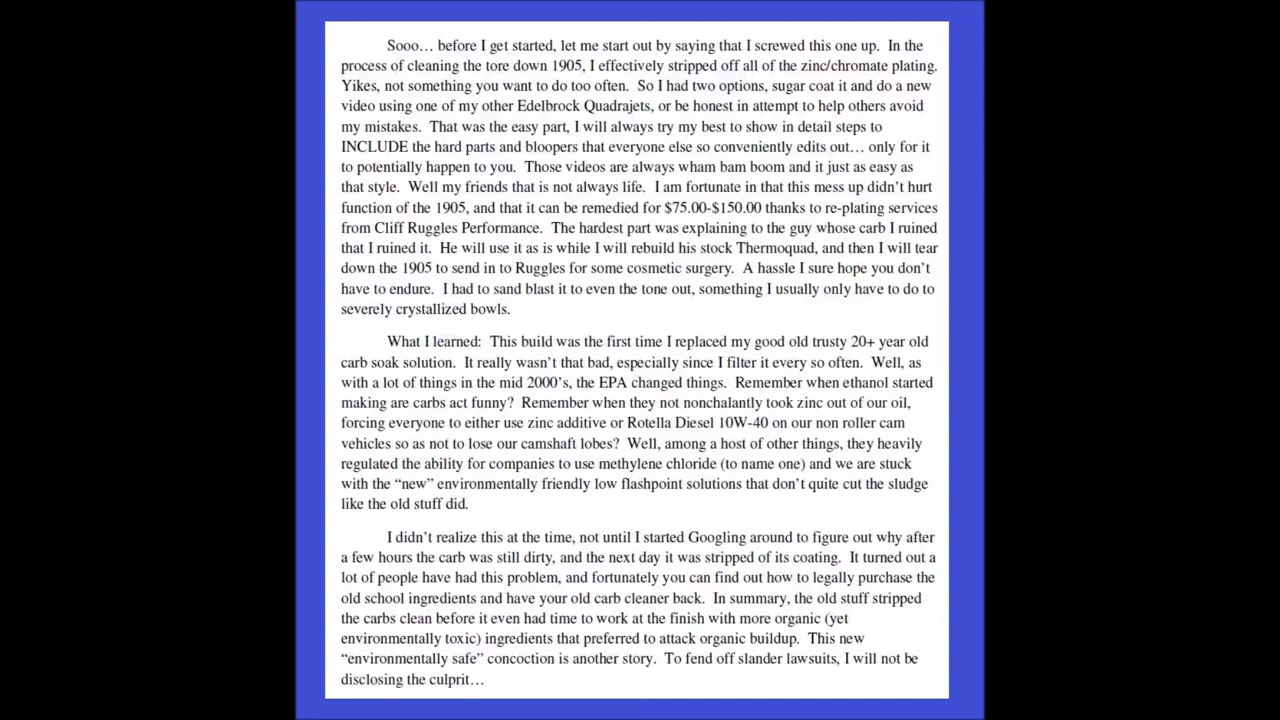 Sooo… before I get started, let me start out by saying that I screwed this one up.  In the
process of cleaning the tore down 1905, I effectively stripped off all of the zinc/chromate plating.
Yikes, not something you want to do too often.  So I had two options, sugar coat it and do a new
video using one of my other Edelbrock Quadrajets, or be honest in attempt to help others avoid
my mistakes.  That was the easy part, I will always try my best to show in detail steps to
INCLUDE the hard parts and bloopers that everyone else so conveniently edits out… only for it
to potentially happen to you.  Those videos are always wham bam boom and it just as easy as
that style.  Well my friends that is not always life.  I am fortunate in that this mess up didn’t hurt
function of the 1905, and that it can be remedied for $75.00-$150.00 thanks to re-plating services
from Cliff Ruggles Performance.  The hardest part was explaining to the guy whose carb I ruined
that I ruined it.  He will use it as is while I will rebuild his stock Thermoquad, and then I will tear
down the 1905 to send in to Ruggles for some cosmetic surgery.  A hassle I sure hope you don’t
have to endure.  I had to sand blast it to even the tone out, something I usually only have to do to
severely crystallized bowls.
What I learned:  This build was the first time I replaced my good old trusty 20+ year old
carb soak solution.  It really wasn’t that bad, especially since I filter it every so often.  Well, as
with a lot of things in the mid 2000’s, the EPA changed things.  Remember when ethanol started
making are carbs act funny?  Remember when they not nonchalantly took zinc out of our oil,
forcing everyone to either use zinc additive or Rotella Diesel 10W-40 on our non roller cam
vehicles so as not to lose our camshaft lobes?  Well, among a host of other things, they heavily
regulated the ability for companies to use methylene chloride (to name one) and we are stuck
with the “new” environmentally friendly low flashpoint solutions that don’t quite cut the sludge
like the old stuff did.
I didn’t realize this at the time, not until I started Googling around to figure out why after
a few hours the carb was still dirty, and the next day it was stripped of its coating.  It turned out a
lot of people have had this problem, and fortunately you can find out how to legally purchase the
old school ingredients and have your old carb cleaner back.  In summary, the old stuff stripped
the carbs clean before it even had time to work at the finish with more organic (yet
environmentally toxic) ingredients that preferred to attack organic buildup.  This new
“environmentally safe” concoction is another story.  To fend off slander lawsuits, I will not be
disclosing the culprit…